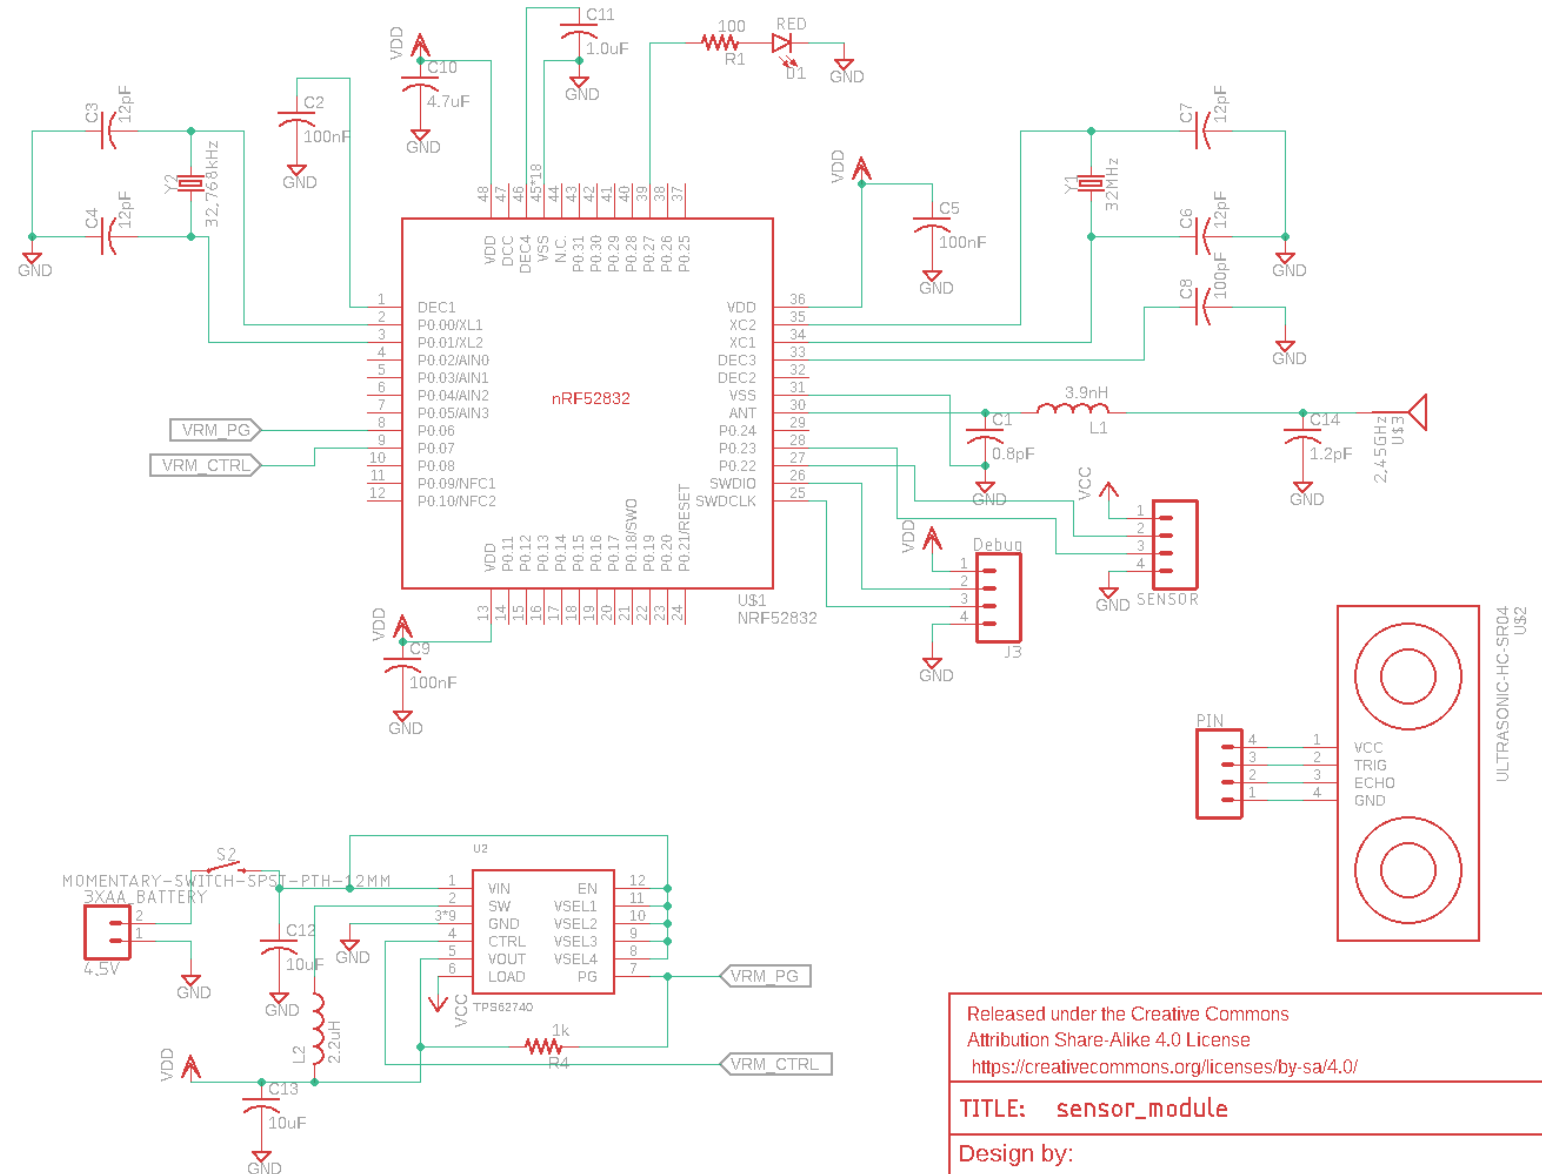 C11
1.0uF
GND
VDD
C10
4.7uF
GND
100
R1
RED
D1
GND
C3
12pF
C4
12pF
Y2
32,768kHz
GND
C2
100nF
GND
48
47
46
45*18
44
43
42
41
40
39
38
37
VDD
DCC
DEC4
VSS
N.C.
P0.31
P0.30
P0.29
P0.28
P0.27
P0.26
P0.25
VDD
C5
100nF
GND
C7
12pF
Y1
32MHz
C6
12pF
GND
C8
100pF
GND
1 DEC1
2 P0.00/XL1
3 P0.01/XL2
4 P0.02/AIN0
5 P0.03/AIN1
6 P0.04/AIN2
7 P0.05/AIN3
8 P0.06
9 P0.07
10 P0.08
11 P0.09/NFC1
12 P0.10/NFC2
VRM_PG
VRM_CTRL
nRF52832
VDD 36
XC2 35
XC1 34
DEC3 33
DEC2 32
VSS 31
ANT 30
P0.24 29
P0.23 28
P0.22 27
SWDIO 26
SWDCLK 25
VDD
P0.11
P0.12
P0.13
P0.14
P0.15
P0.16
P0.17
P0.18/SWO
P0.19
P0.20
P0.21/RESET
13
14
15
16
17
18
19
20
21
22
23
24
U$1
NRF52832
3.9nH
L1
C1
0.8pF
GND
C14
1.2pF
GND
2,45GHz
U$3
VCC
1
2
3
4
GND
SENSOR
VDD
Debug
1
2
3
4
J3
GND
VDD
C9
100nF
GND
PIN
4
3
2
1
1 VCC
2 TRIG
3 ECHO
4 GND
ULTRASONIC-HC-SR04
U$2
S2
MOMENTARY-SWITCH-SPST-PTH-12MM
3XAA_BATTERY
2
1
4.5V
GND
C12
10uF
GND
L2
2.2uH
VDD
C13
10uF
GND
U2
1 VIN
2 SW
3*9 GND
4 CTRL
5 VOUT
6 LOAD
EN 12
VSEL1 11
VSEL2 10
VSEL3 9
VSEL4 8
PG 7
TPS62740
GND
VCC
1k
R4
VRM_PG
VRM_CTRL
Released under the Creative Commons
Attribution Share-Alike 4.0 License
https://creativecommons.org/licenses/by-sa/4.0/
TITLE: sensor_module
Design by: